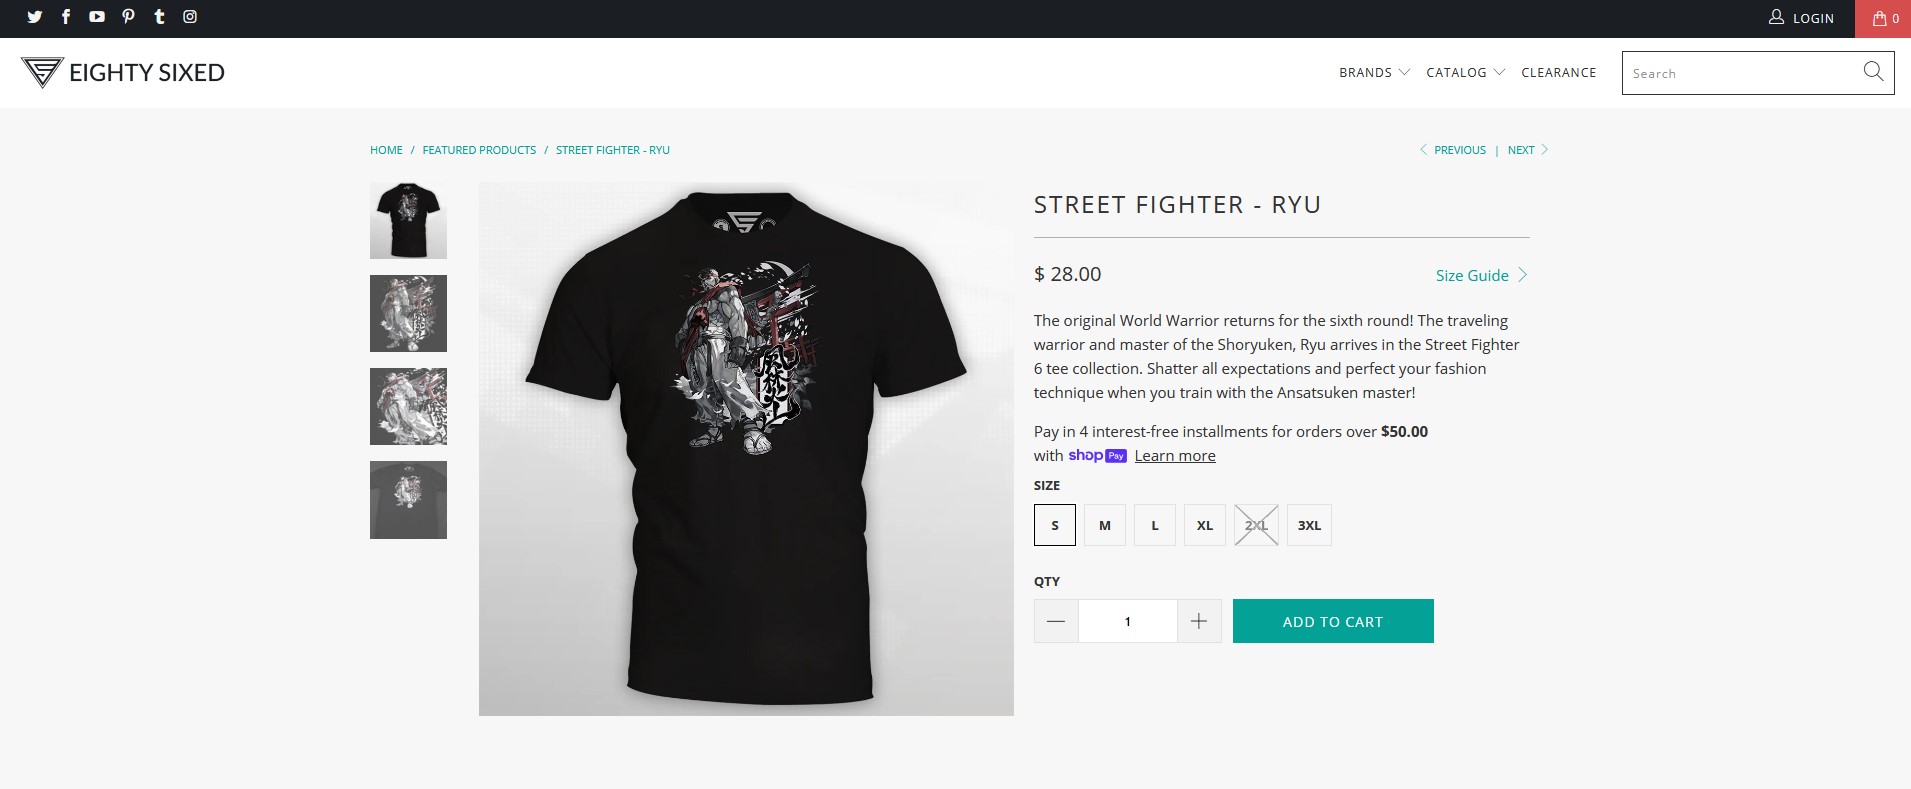 LOGIN
0
EIGHTY SIXED
BRANDS
CATALOG
CLEARANCE
Search
HOME / FEATURED PRODUCTS / STREET FIGHTER - RYU
PREVIOUS | NEXT
STREET FIGHTER - RYU
$ 28.00
Size Guide
The original World Warrior returns for the sixth round! The traveling
warrior and master of the Shoryuken, Ryu arrives in the Street Fighter
6 tee collection. Shatter all expectations and perfect your fashion
technique when you train with the Ansatsuken master!
Pay in 4 interest-free installments for orders over $50.00
with shop Pay Learn more
SIZE
S M L XL 2XL 3XL
QTY
1
ADD TO CART
風林火山